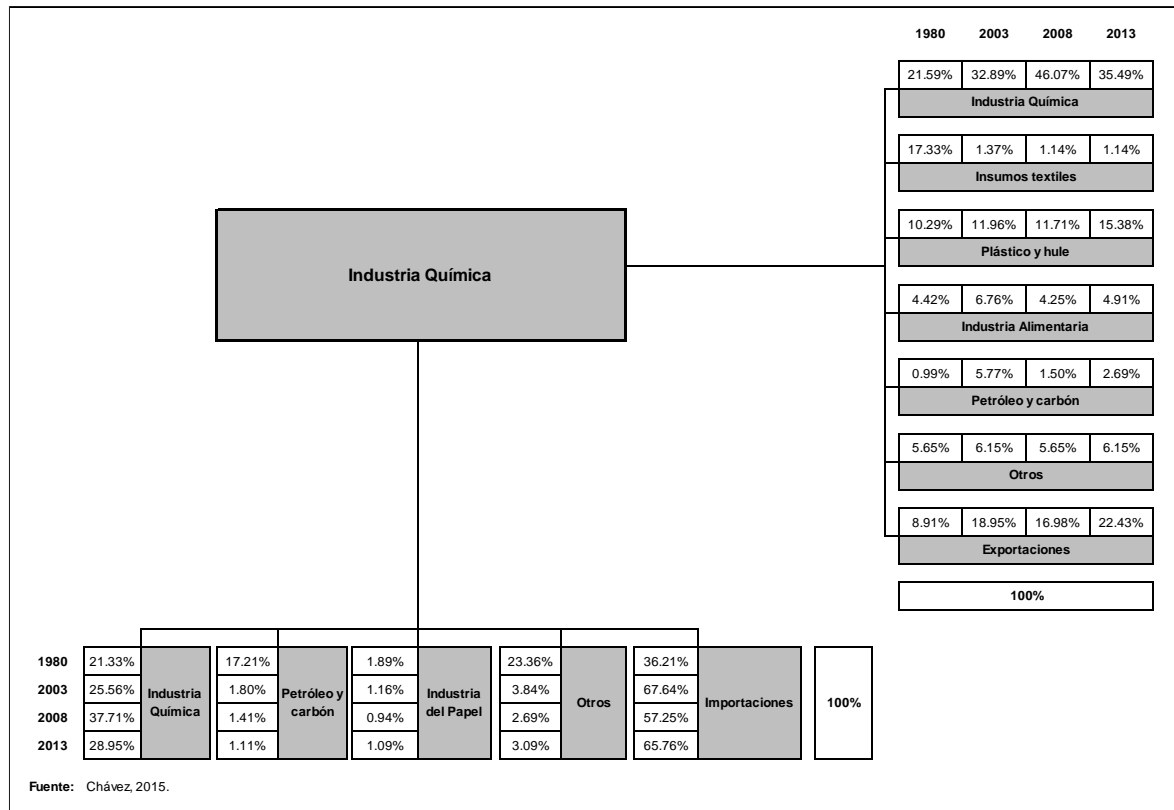 1980 2003 2008 2013
21.59% 32.89% 46.07% 35.49%
Industria Química
17.33% 1.37% 1.14% 1.14%
Insumos textiles
10.29% 11.96% 11.71% 15.38%
Plástico y hule
4.42% 6.76% 4.25% 4.91%
Industria Alimentaria
0.99% 5.77% 1.50% 2.69%
Petróleo y carbón
5.65% 6.15% 5.65% 6.15%
Otros
8.91% 18.95% 16.98% 22.43%
Exportaciones
100%
Industria Química
1980 21.33% 17.21% 1.89% 23.36% 36.21%
2003 25.56% 1.80% 1.16% 3.84% 67.64%
2008 37.71% 1.41% 0.94% 2.69% 57.25%
2013 28.95% 1.11% 1.09% 3.09% 65.76%
Industria
Química
Petróleo y
carbón
Industria
del Papel
Otros
Importaciones
100%
Fuente: Chávez, 2015.